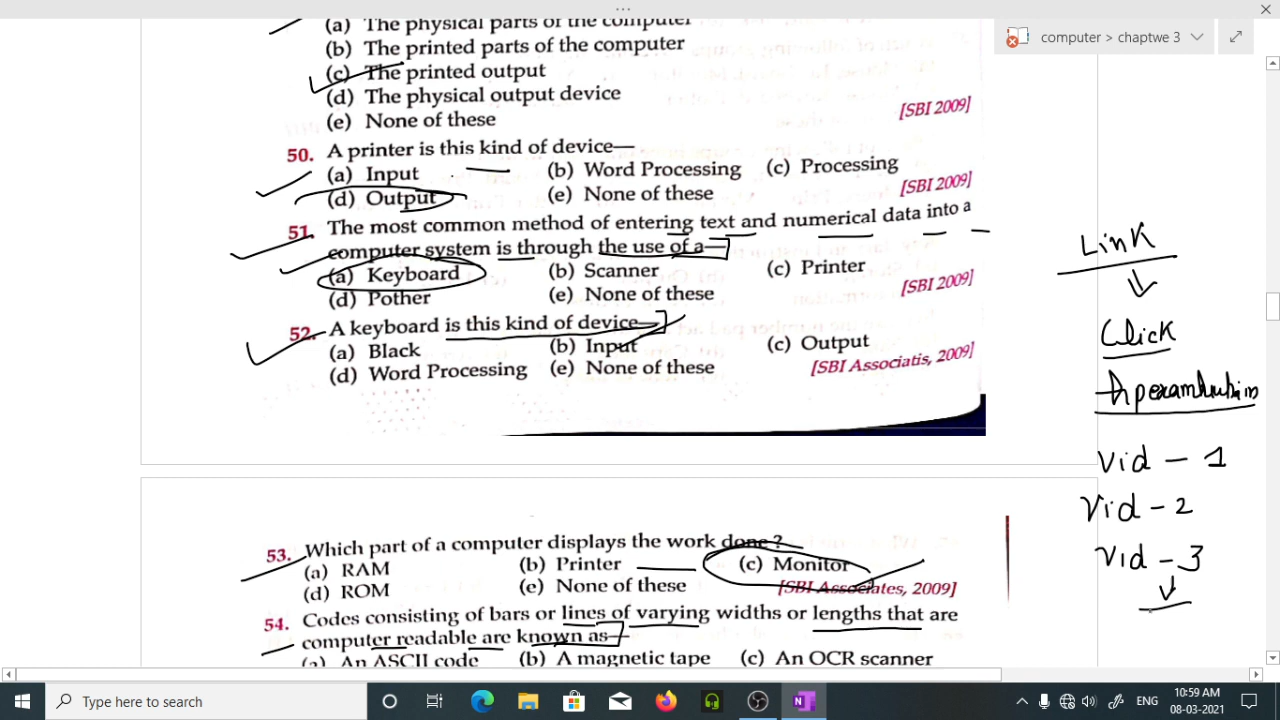 (a) The physical parts of the computer
(b) The printed parts of the computer
(c) The printed output
(d) The physical output device
(e) None of these
[SBI 2009]
50. A printer is this kind of device—
(a) Input (b) Word Processing (c) Processing
(d) Output (e) None of these
[SBI 2009]
51. The most common method of entering text and numerical data into a
computer system is through the use of a—
(a) Keyboard (b) Scanner (c) Printer
(d) Pother (e) None of these
[SBI 2009]
52. A keyboard is this kind of device—
(a) Black (b) Input (c) Output
(d) Word Processing (e) None of these
[SBI Associatis, 2009]
53. Which part of a computer displays the work done?
(a) RAM (b) Printer (c) Monitor
(d) ROM (e) None of these
[SBI Associates, 2009]
54. Codes consisting of bars or lines of varying widths or lengths that are
computer readable are known as—
(a) An ASCII code (b) A magnetic tape (c) An OCR scanner
computer > chaptwe 3
Link
Click
Vid - 1
Vid - 2
Vid - 3
Type here to search
ENG
10:59 AM
08-03-2021